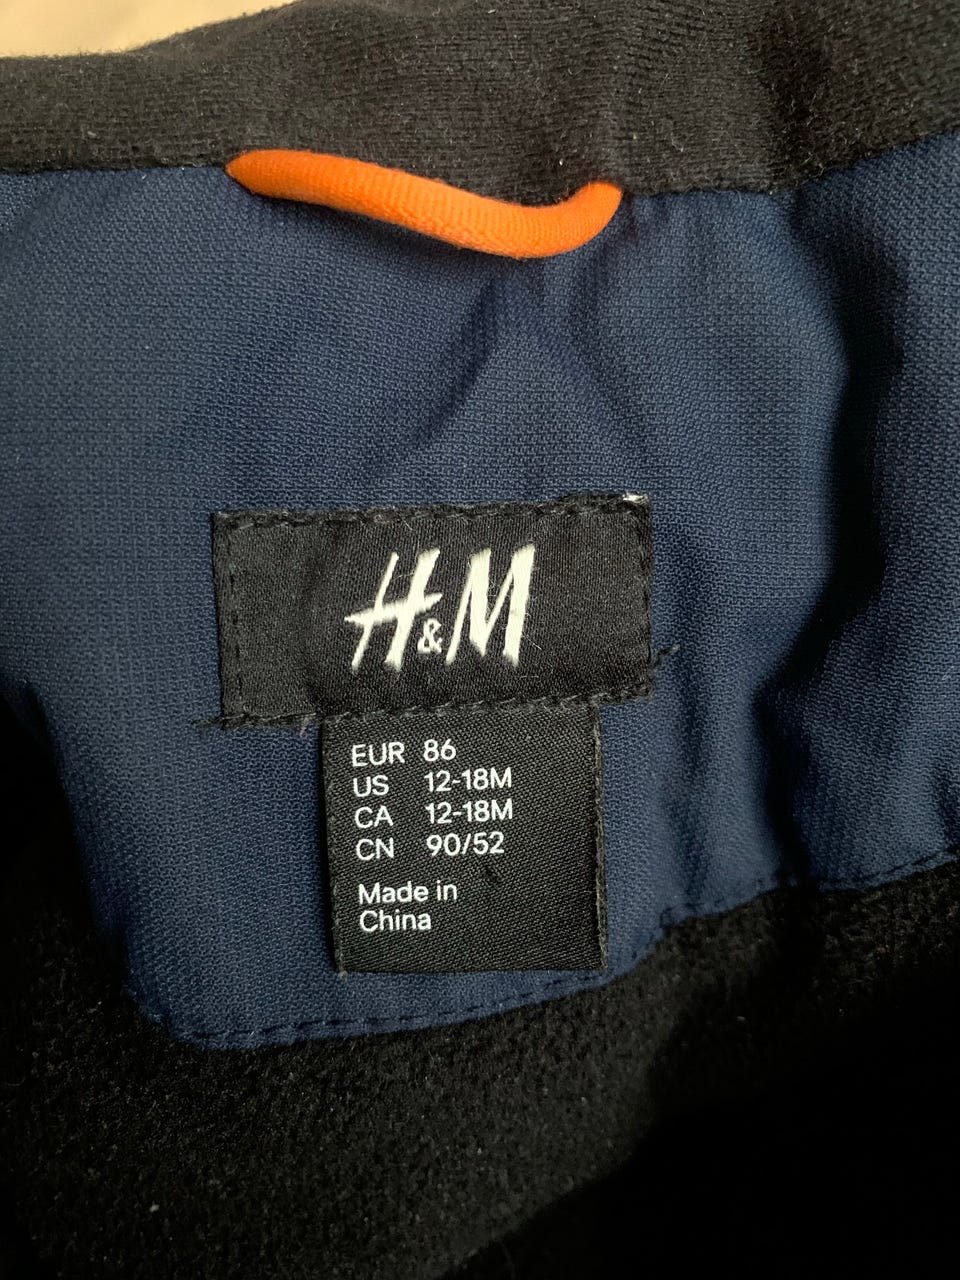 H&M
EUR 86
US 12-18M
CA 12-18M
CN 90/52
Made in
China